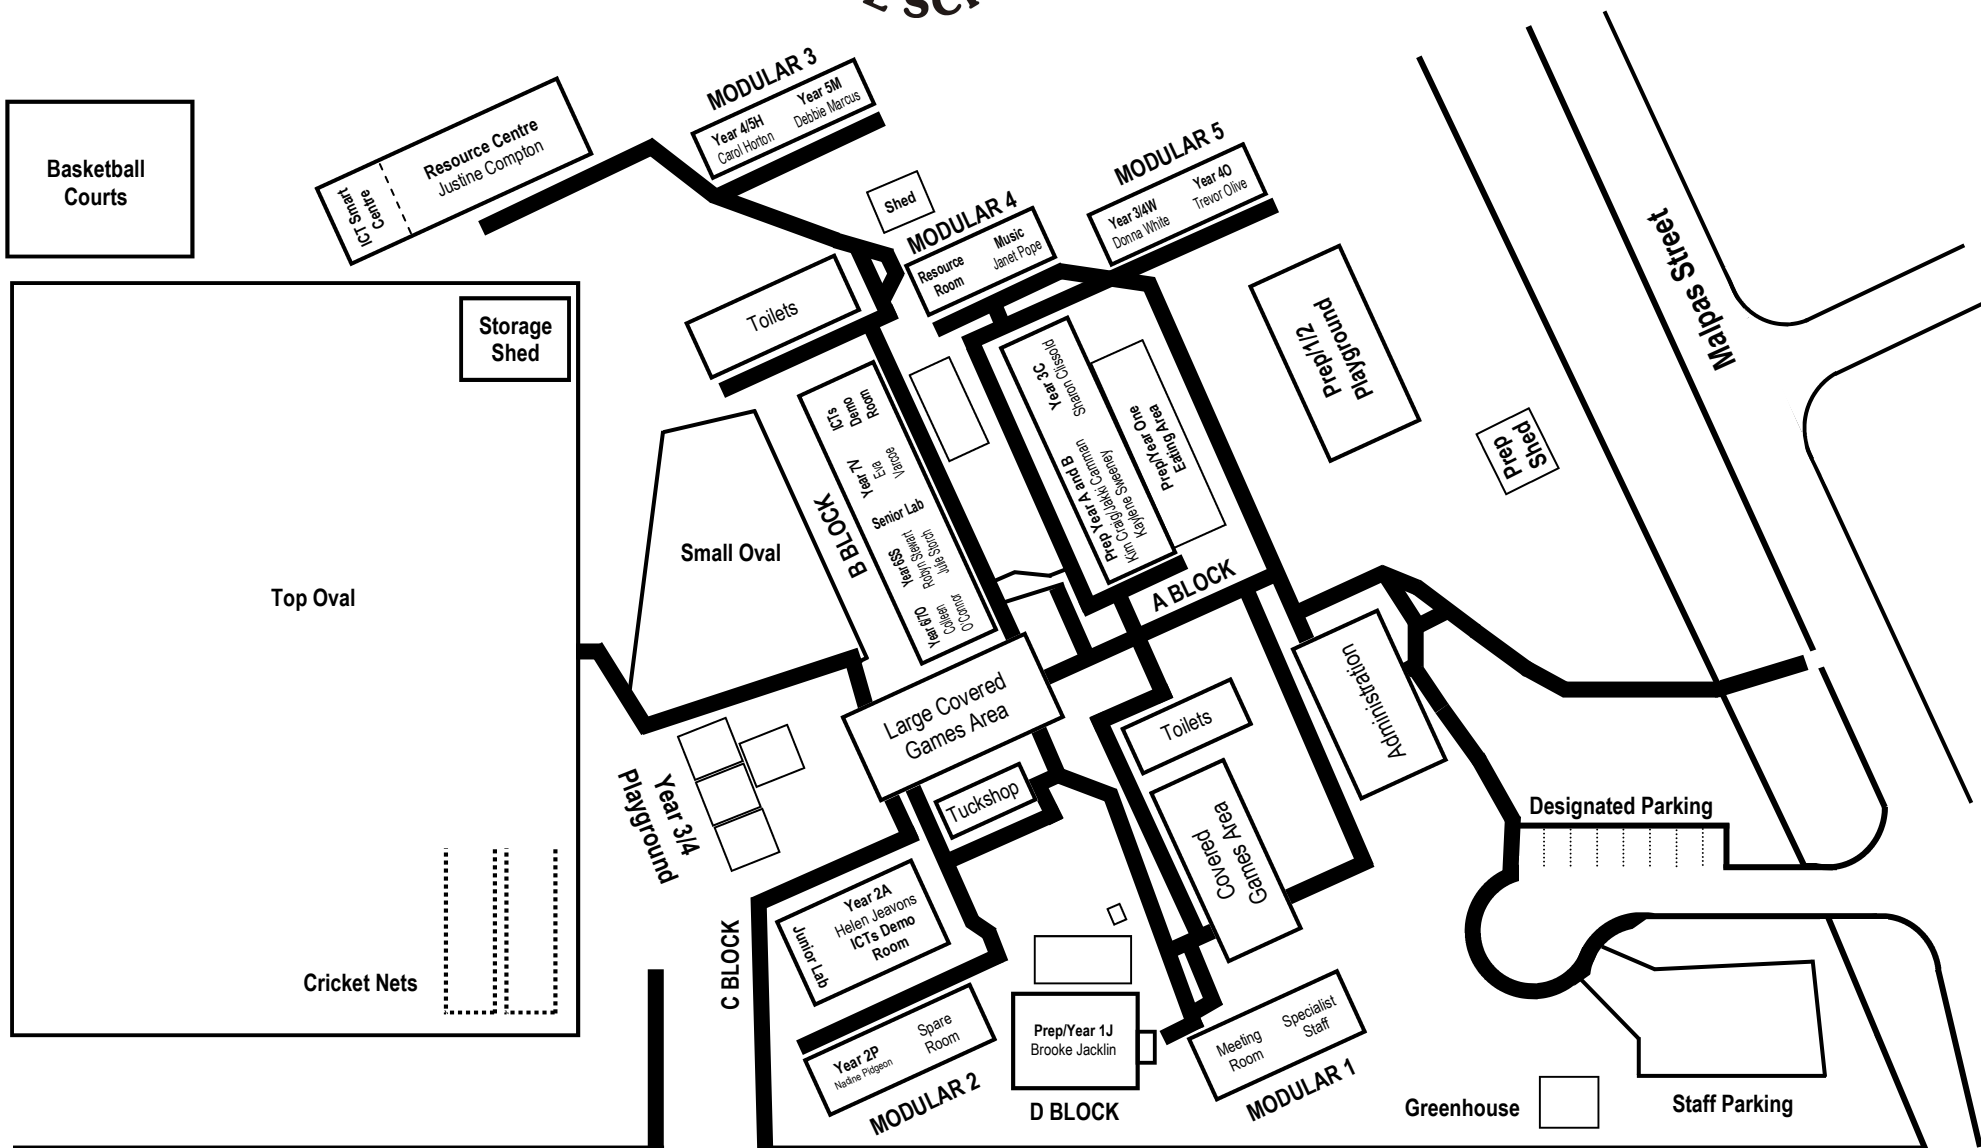 MODULAR 3
Year 4/5H
Carol Horton
Year 5M
Debbie Marcus
Resource Centre
Justine Compton
ICT Smart
Centre
Basketball
Courts
Shed
MODULAR 4
Resource
Room
Music
Janet Pope
MODULAR 5
Year 3/4W
Donna White
Year 4O
Trevor Olive
Malpas Street
Toilets
Storage
Shed
Prep/1/2
Playground
Prep
Shed
ICTs
Demo
Room
Year 7V
Eva
Varcoe
Senior Lab
Year 6SS
Robyn Stewart
Julie Storch
Year 6/7O
Colleen
O'Connor
B BLOCK
Year 3C
Sharon Clissold
Prep Year A and B
Kim Craig/Jakki Gamman
Kaylene Sweeney
Prep/Year One
Eating Area
A BLOCK
Small Oval
Top Oval
Large Covered
Games Area
Toilets
Administration
Year 3/4
Playground
Tuckshop
Covered
Games Area
Designated Parking
Year 2A
Helen Jeavons
ICTs Demo
Room
Junior Lab
C BLOCK
Cricket Nets
Year 2P
Nadine Pidgeon
Spare
Room
MODULAR 2
Prep/Year 1J
Brooke Jacklin
D BLOCK
Meeting
Room
Specialist
Staff
MODULAR 1
Greenhouse
Staff Parking